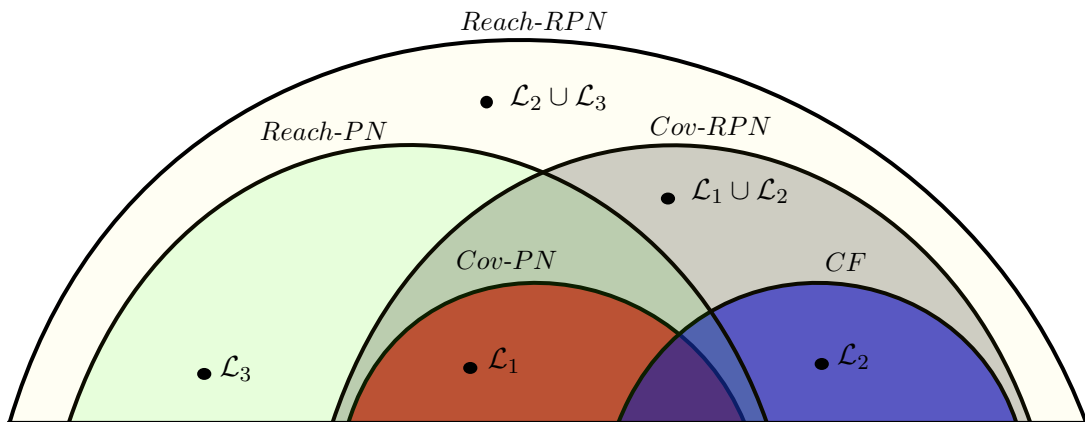 Reach-RPN
ℒ₂ ∪ ℒ₃
Reach-PN
Cov-RPN
ℒ₁ ∪ ℒ₂
Cov-PN
CF
ℒ₃
ℒ₁
ℒ₂